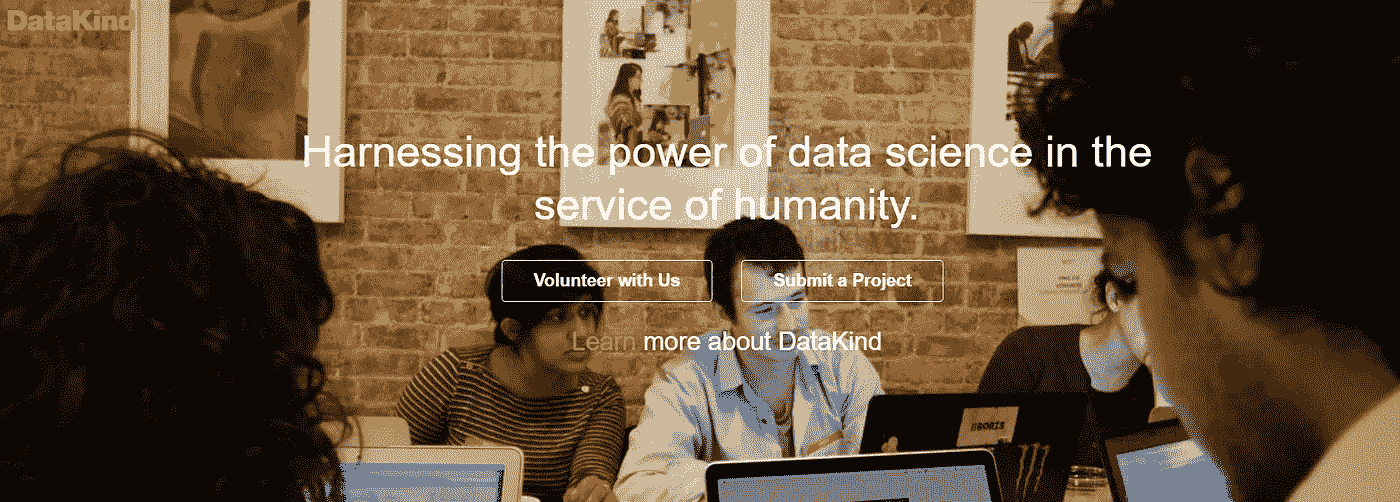 DataKind
Harnessing the power of data science in the
service of humanity.
Volunteer with Us
Submit a Project
Learn more about DataKind